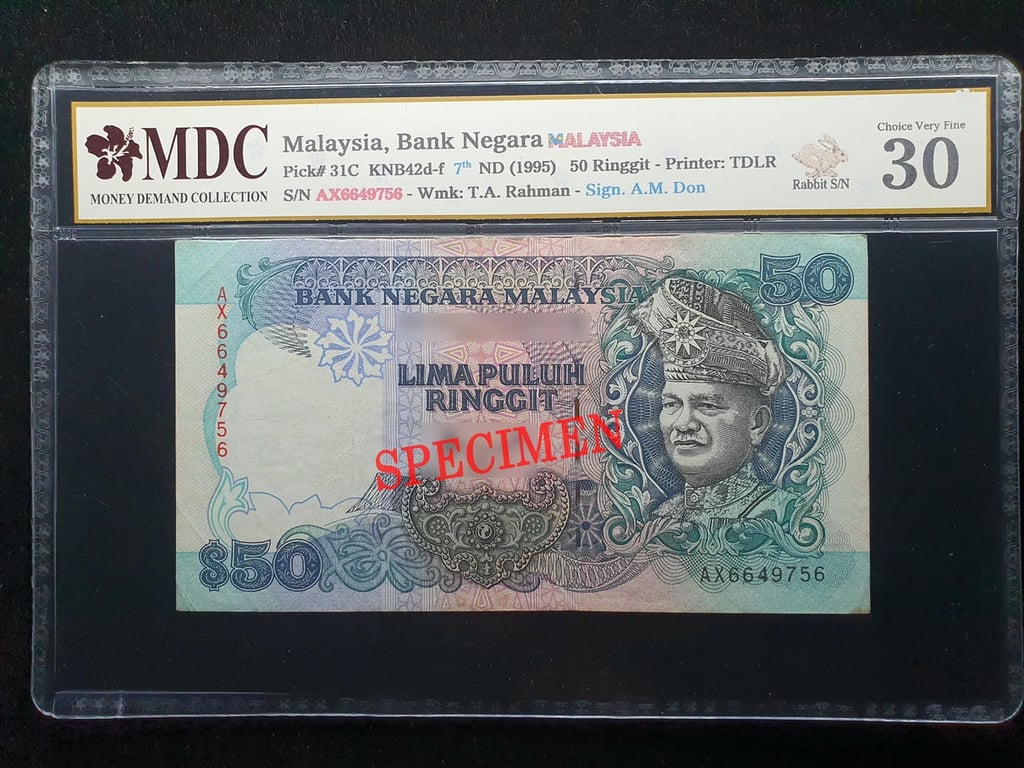 MDC
MONEY DEMAND COLLECTION
Malaysia, Bank Negara MALAYSIA
Pick# 31C KNB42d-f 7th ND (1995) 50 Ringgit - Printer: TDLR
S/N AX6649756 - Wmk: T.A. Rahman - Sign. A.M. Don
Rabbit S/N
Choice Very Fine
30
BANK NEGARA MALAYSIA
50
AX6649756
LIMA PULUH
RINGGIT
SPECIMEN
$50
AX6649756